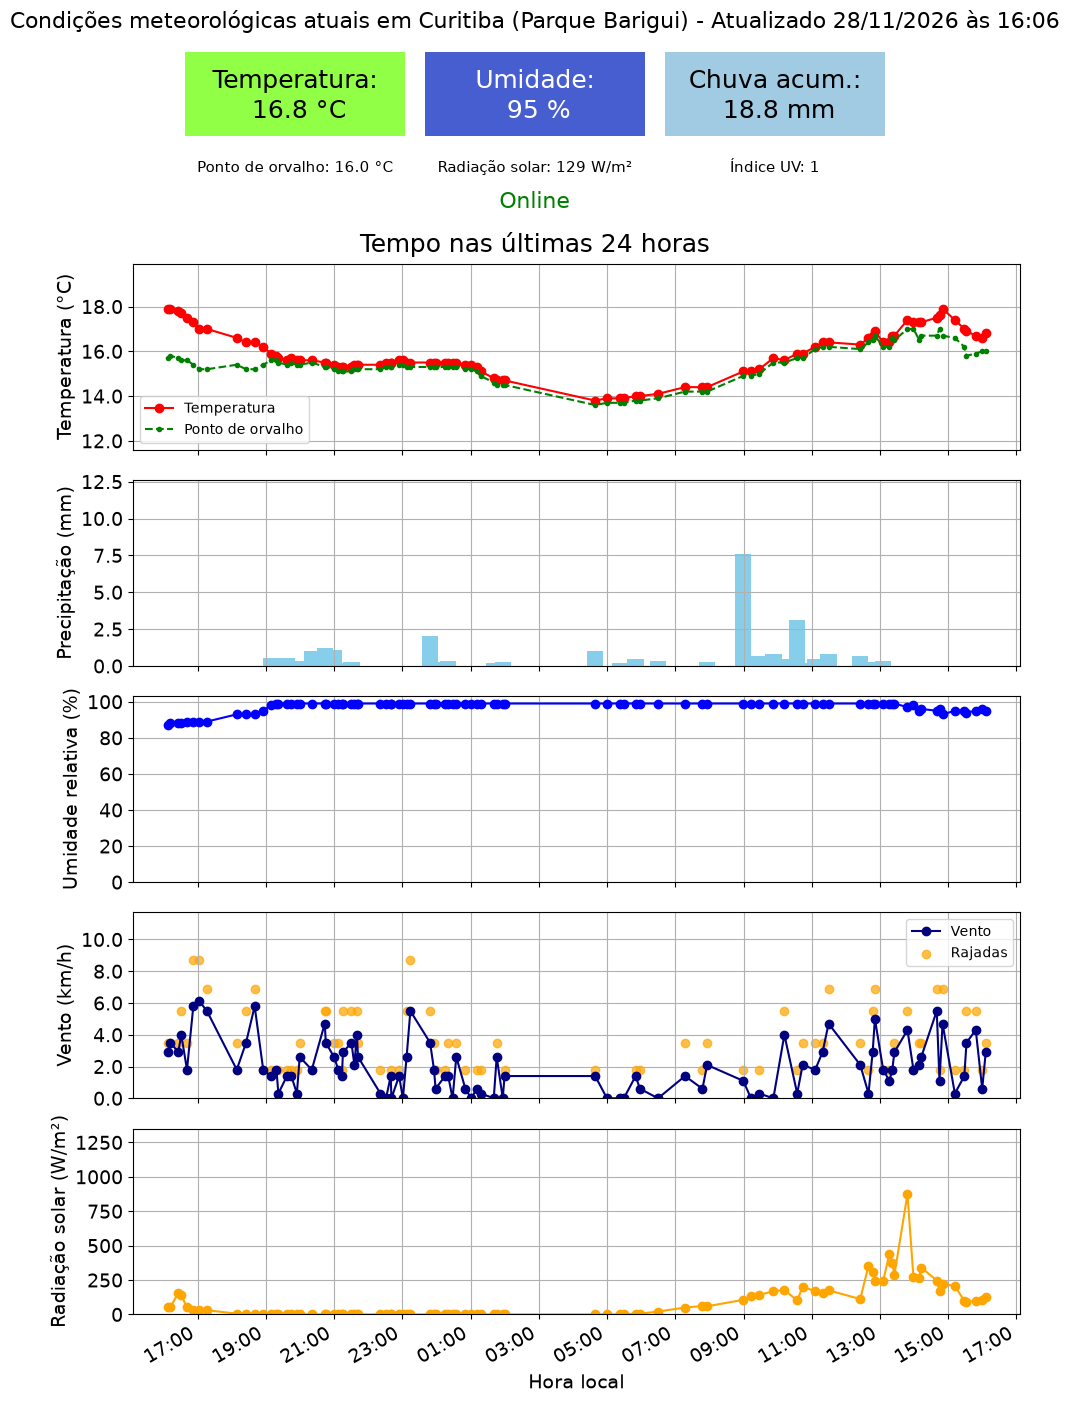 Condições meteorológicas atuais em Curitiba (Parque Barigui) - Atualizado 28/11/2026 às 16:06
Temperatura:
16.8 °C
Umidade:
95 %
Chuva acum.:
18.8 mm
Ponto de orvalho: 16.0 °C
Radiação solar: 129 W/m²
Índice UV: 1
Online
Tempo nas últimas 24 horas
Temperatura (°C)
18.0
16.0
14.0
12.0
Temperatura
Ponto de orvalho
Precipitação (mm)
12.5
10.0
7.5
5.0
2.5
0.0
Umidade relativa (%)
100
80
60
40
20
0
Vento (km/h)
10.0
8.0
6.0
4.0
2.0
0.0
Vento
Rajadas
Radiação solar (W/m²)
1250
1000
750
500
250
0
17:00
19:00
21:00
23:00
01:00
03:00
05:00
07:00
09:00
11:00
13:00
15:00
17:00
Hora local